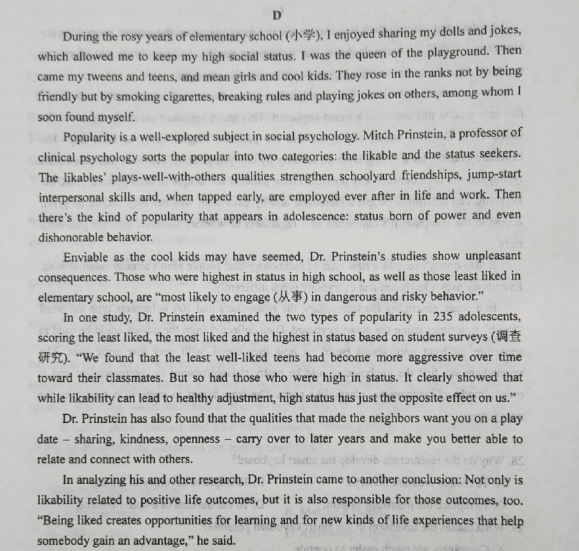 D
During the rosy years of elementary school (小学), I enjoyed sharing my dolls and jokes,
which allowed me to keep my high social status. I was the queen of the playground. Then
came my tweens and teens, and mean girls and cool kids. They rose in the ranks not by being
friendly but by smoking cigarettes, breaking rules and playing jokes on others, among whom I
soon found myself.
Popularity is a well-explored subject in social psychology. Mitch Prinstein, a professor of
clinical psychology sorts the popular into two categories: the likable and the status seekers.
The likables' plays-well-with-others qualities strengthen schoolyard friendships, jump-start
interpersonal skills and, when tapped early, are employed ever after in life and work. Then
there's the kind of popularity that appears in adolescence: status born of power and even
dishonorable behavior.
Enviable as the cool kids may have seemed, Dr. Prinstein's studies show unpleasant
consequences. Those who were highest in status in high school, as well as those least liked in
elementary school, are “most likely to engage (从事) in dangerous and risky behavior.”
In one study, Dr. Prinstein examined the two types of popularity in 235 adolescents,
scoring the least liked, the most liked and the highest in status based on student surveys (调查
研究). “We found that the least well-liked teens had become more aggressive over time
toward their classmates. But so had those who were high in status. It clearly showed that
while likability can lead to healthy adjustment, high status has just the opposite effect on us.”
Dr. Prinstein has also found that the qualities that made the neighbors want you on a play
date – sharing, kindness, openness – carry over to later years and make you better able to
relate and connect with others.
In analyzing his and other research, Dr. Prinstein came to another conclusion: Not only is
likability related to positive life outcomes, but it is also responsible for those outcomes, too.
“Being liked creates opportunities for learning and for new kinds of life experiences that help
somebody gain an advantage,” he said.